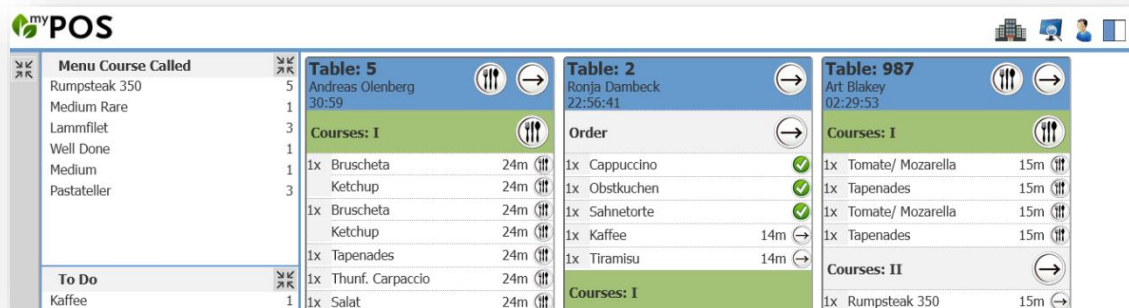 myPOS
Menu Course Called
Rumpsteak 350 5
Medium Rare 1
Lammfilet 3
Well Done 1
Medium 1
Pastateller 3
To Do
Kaffee 1
Table: 5
Andreas Olenberg
30:59
Courses: I
1x Bruscheta 24m
Ketchup 24m
1x Bruscheta 24m
Ketchup 24m
1x Tapenades 24m
1x Thunf. Carpaccio 24m
1x Salat 24m
Table: 2
Ronja Dambeck
22:56:41
Order
1x Cappuccino
1x Obstkuchen
1x Sahnetorte
1x Kaffee 14m
1x Tiramisu 14m
Courses: I
Table: 987
Art Blakey
02:29:53
Courses: I
1x Tomate/ Mozarella 15m
1x Tapenades 15m
1x Tomate/ Mozarella 15m
1x Tapenades 15m
Courses: II
1x Rumpsteak 350 15m